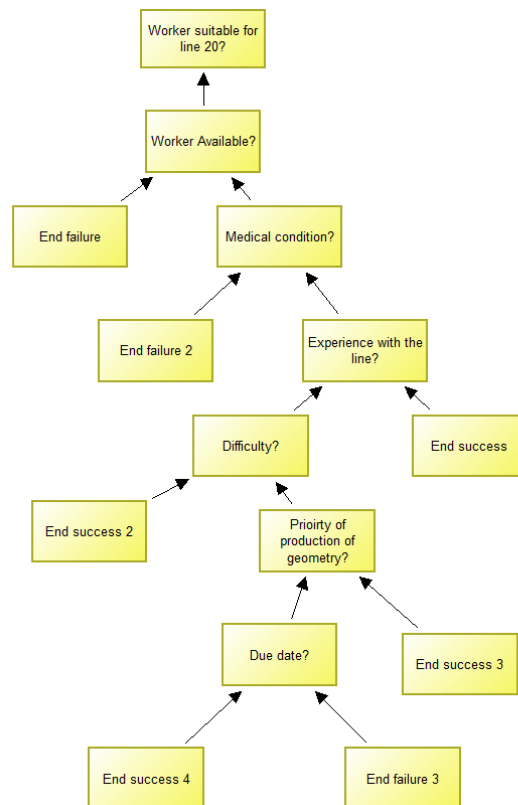 Worker suitable for
line 20?
Worker Available?
End failure
Medical condition?
End failure 2
Experience with the
line?
Difficulty?
End success
End success 2
Prioirty of
production of
geometry?
Due date?
End success 3
End success 4
End failure 3